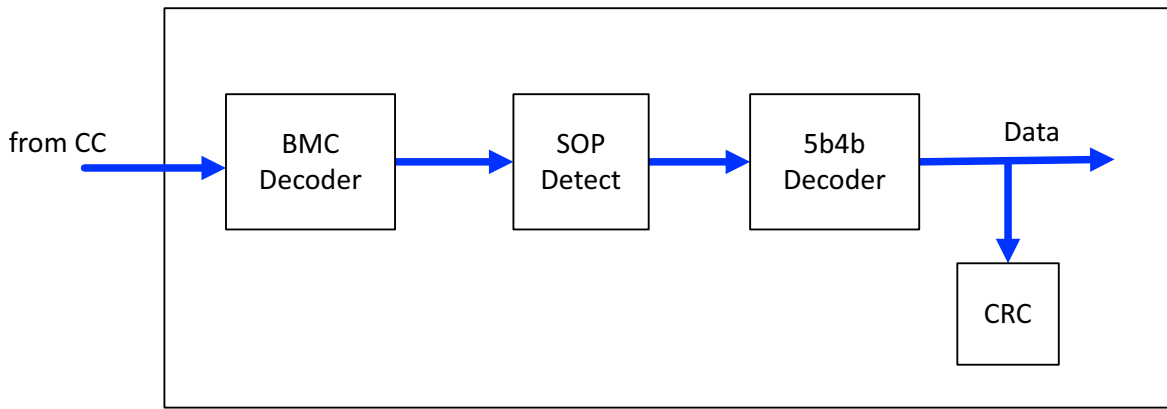 from CC
BMC
Decoder
SOP
Detect
5b4b
Decoder
Data
CRC